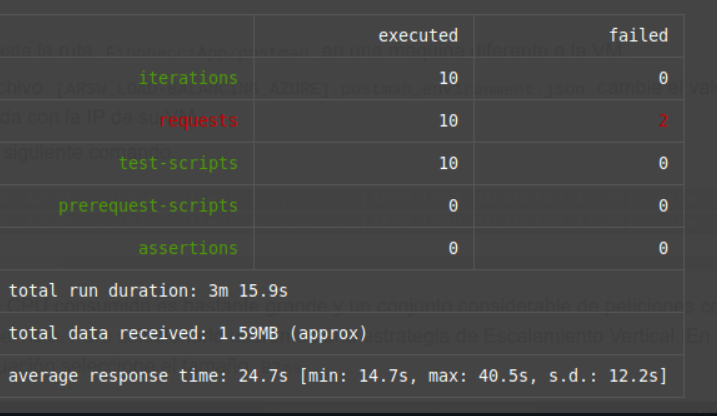 executed failed
iterations 10 0
requests 10 2
test-scripts 10 0
prerequest-scripts 0 0
assertions 0 0
total run duration: 3m 15.9s
total data received: 1.59MB (approx)
average response time: 24.7s [min: 14.7s, max: 40.5s, s.d.: 12.2s]